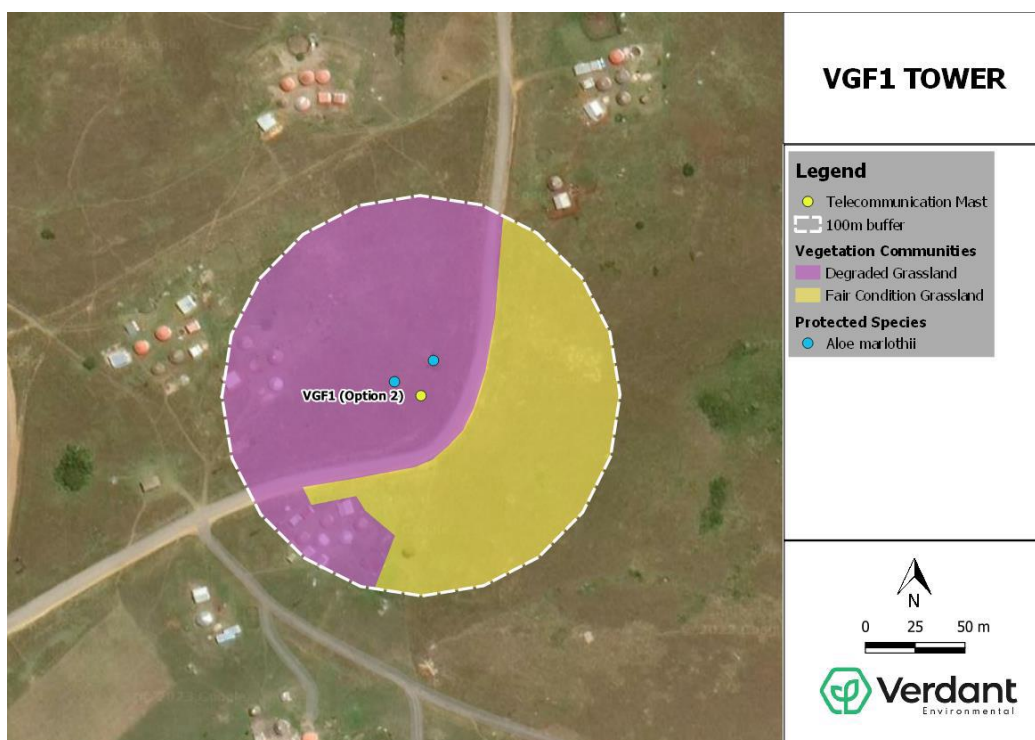 VGF1 TOWER
Legend
Telecommunication Mast
100m buffer
Vegetation Communities
Degraded Grassland
Fair Condition Grassland
Protected Species
Aloe marlothii
VGF1 (Option 2)
N
0 25 50 m
Verdant
Environmental